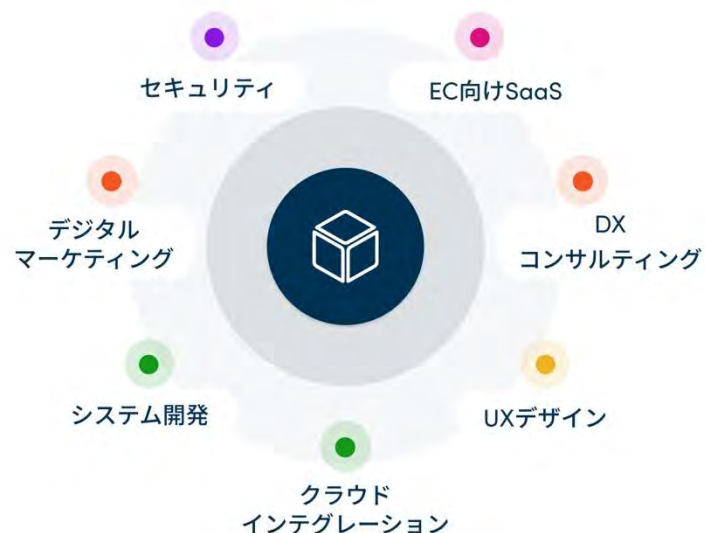 セキュリティ
EC向けSaaS
デジタル
マーケティング
DX
コンサルティング
システム開発
UXデザイン
クラウド
インテグレーション